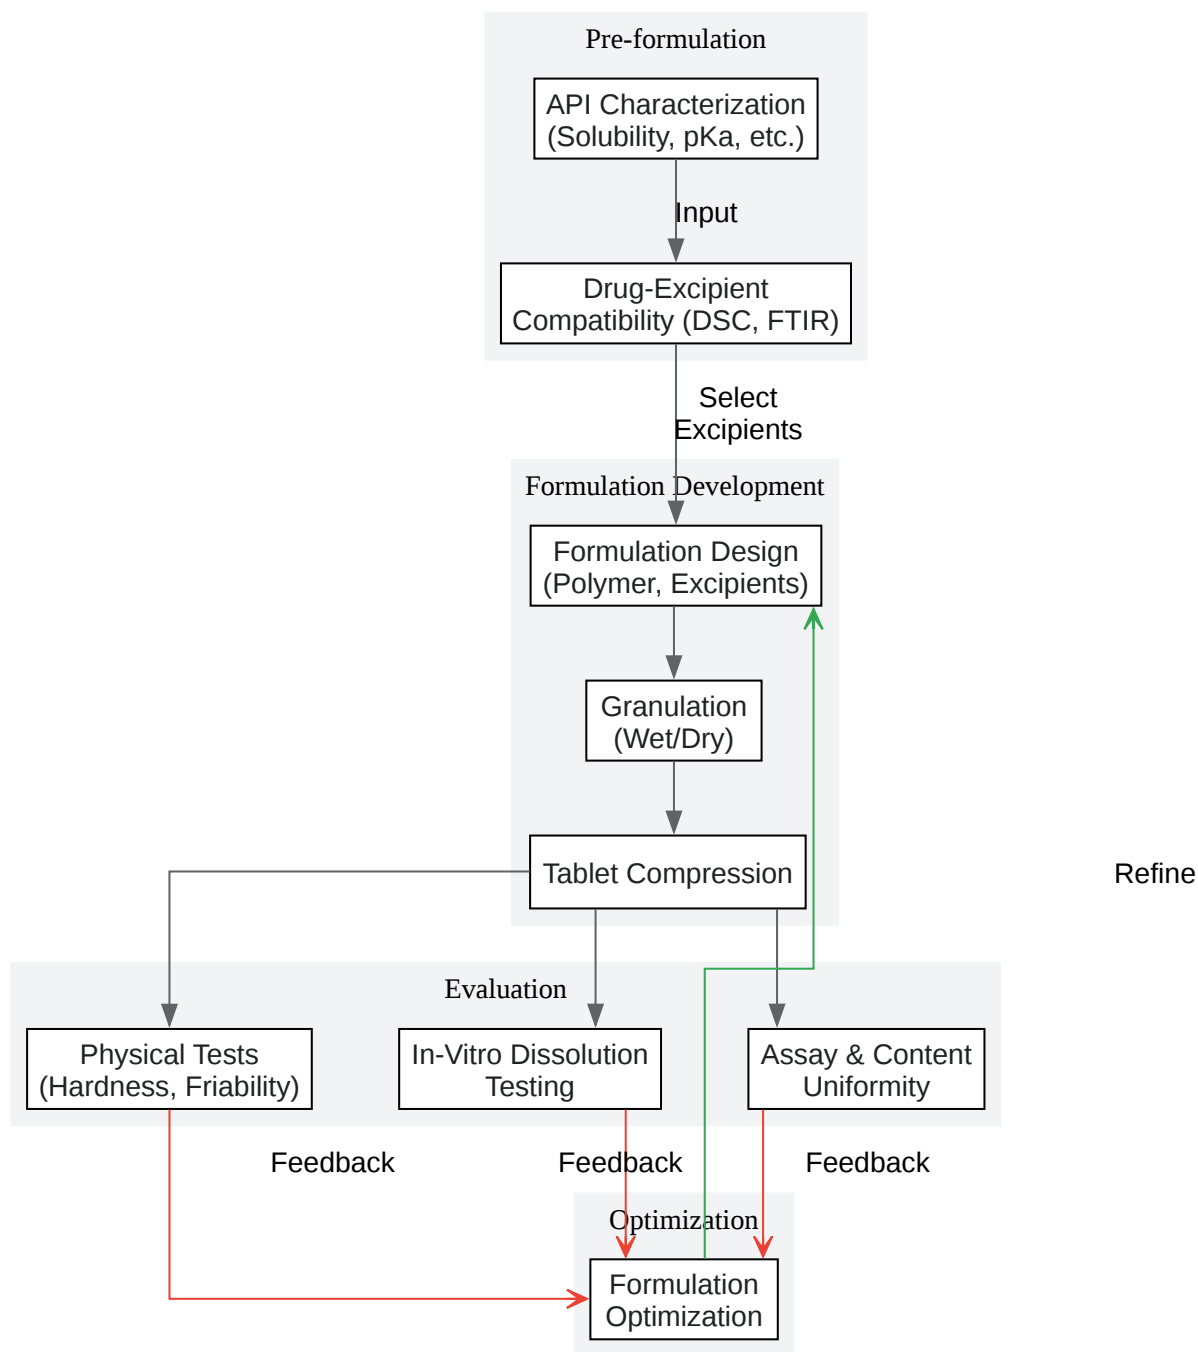 Pre-formulation
API Characterization
(Solubility, pKa, etc.)
Input
Drug-Excipient
Compatibility (DSC, FTIR)
Select
Excipients
Formulation Development
Formulation Design
(Polymer, Excipients)
Granulation
(Wet/Dry)
Tablet Compression
Refine
Evaluation
Physical Tests
(Hardness, Friability)
In-Vitro Dissolution
Testing
Assay & Content
Uniformity
Feedback
Feedback
Feedback
Optimization
Formulation
Optimization